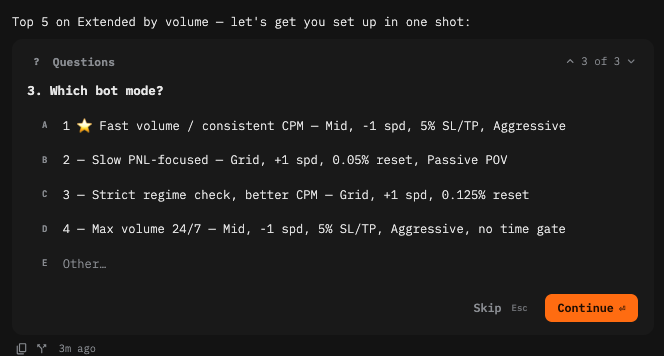 Top 5 on Extended by volume — let's get you set up in one shot:
? Questions
3 of 3
3. Which bot mode?
A 1 ⭐ Fast volume / consistent CPM — Mid, -1 spd, 5% SL/TP, Aggressive
B 2 — Slow PNL-focused — Grid, +1 spd, 0.05% reset, Passive POV
C 3 — Strict regime check, better CPM — Grid, +1 spd, 0.125% reset
D 4 — Max volume 24/7 — Mid, -1 spd, 5% SL/TP, Aggressive, no time gate
E Other…
Skip Esc Continue ⏎
3m ago